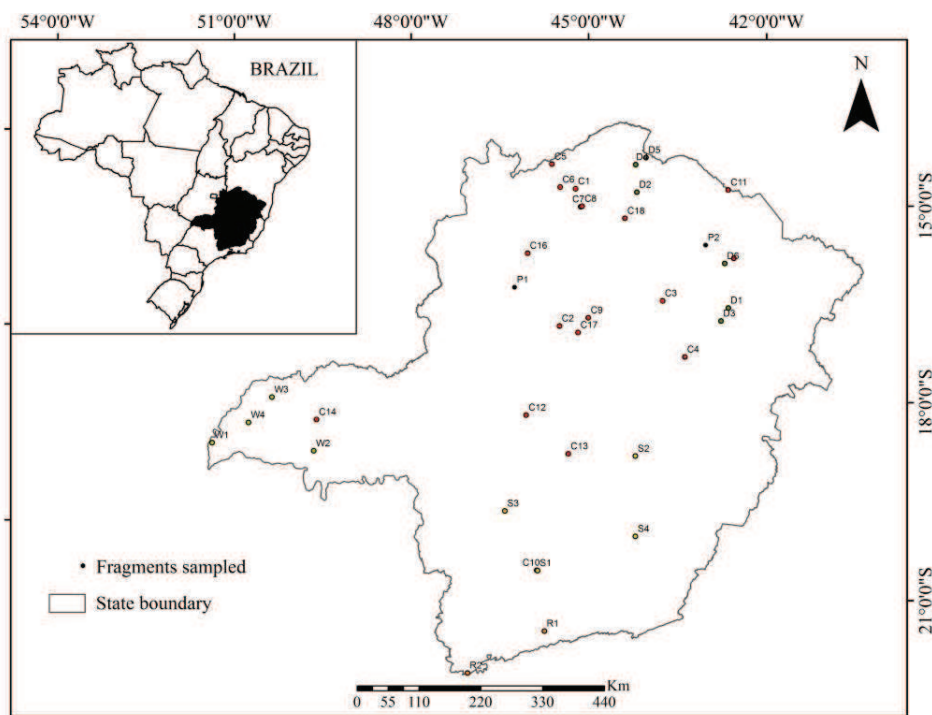 54°0'0"W 51°0'0"W 48°0'0"W 45°0'0"W 42°0'0"W
BRAZIL
N
D5
C5 D4
C6 C1 D2 C11
C7 C8
C18
15°0'0"S
P2
C16 D6
P1
C3 D1
C9
C2 C17 D3
C4
W3
18°0'0"S
C14 C12
W4
W1 W2
C13 S2
S3
S4
Fragments sampled
C10S1
State boundary
21°0'0"S
R1
R2
Km
0 55 110 220 330 440